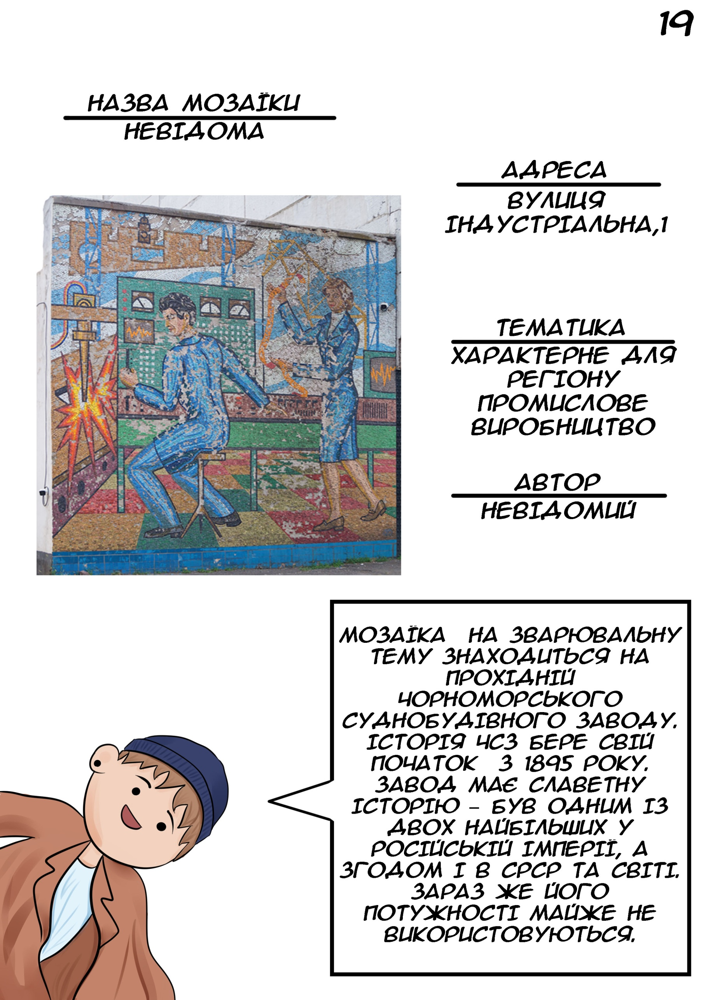 19
НАЗВА МОЗАЇКИ
НЕВІДОМА
АДРЕСА
ВУЛИЦЯ
ІНДУСТРІАЛЬНА,1
ТЕМАТИКА
ХАРАКТЕРНЕ ДЛЯ
РЕГІОНУ
ПРОМИСЛОВЕ
ВИРОБНИЦТВО
АВТОР
НЕВІДОМИЙ
МОЗАЇКА НА ЗВАРЮВАЛЬНУ
ТЕМУ ЗНАХОДИТЬСЯ НА
ПРОХІДНІЙ
ЧОРНОМОРСЬКОГО
СУДНОБУДІВНОГО ЗАВОДУ.
ІСТОРІЯ ЧСЗ БЕРЕ СВІЙ
ПОЧАТОК З 1895 РОКУ.
ЗАВОД МАЄ СЛАВЕТНУ
ІСТОРІЮ – БУВ ОДНИМ ІЗ
ДВОХ НАЙБІЛЬШИХ У
РОСІЙСЬКІЙ ІМПЕРІЇ, А
ЗГОДОМ І В СРСР ТА СВІТІ.
ЗАРАЗ ЖЕ ЙОГО
ПОТУЖНОСТІ МАЙЖЕ НЕ
ВИКОРИСТОВУЮТЬСЯ.